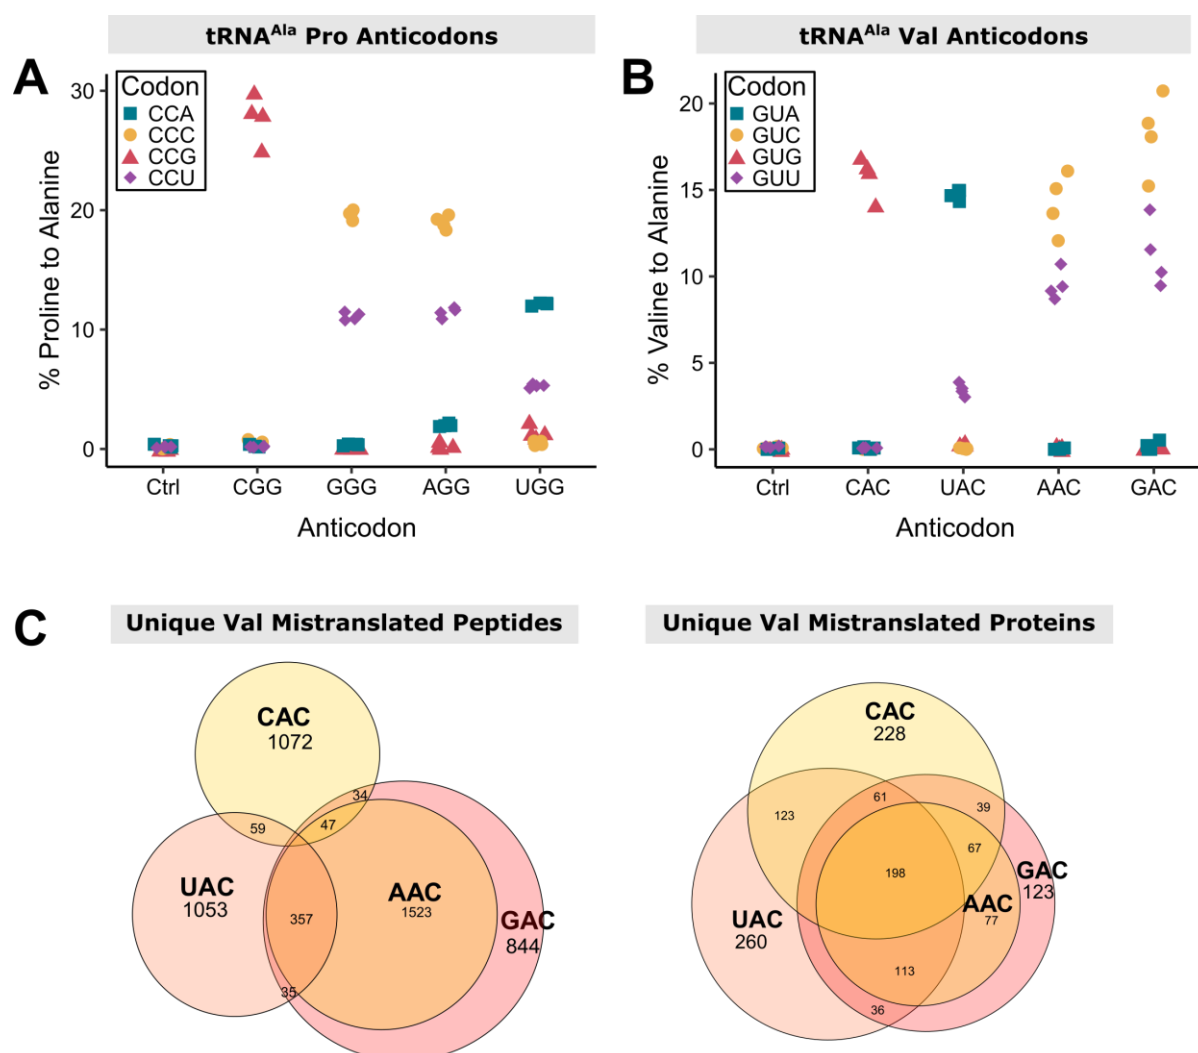 A
tRNA^Ala Pro Anticodons
Codon
CCA
CCC
CCG
CCU
% Proline to Alanine
30
20
10
0
Ctrl CGG GGG AGG UGG
Anticodon
B
tRNA^Ala Val Anticodons
Codon
GUA
GUC
GUG
GUU
% Valine to Alanine
20
15
10
5
0
Ctrl CAC UAC AAC GAC
Anticodon
C
Unique Val Mistranslated Peptides
CAC
1072
34
59
47
UAC
1053
357
AAC
1523
GAC
844
35
Unique Val Mistranslated Proteins
CAC
228
61
39
123
67
198
GAC
123
AAC
77
UAC
260
113
36